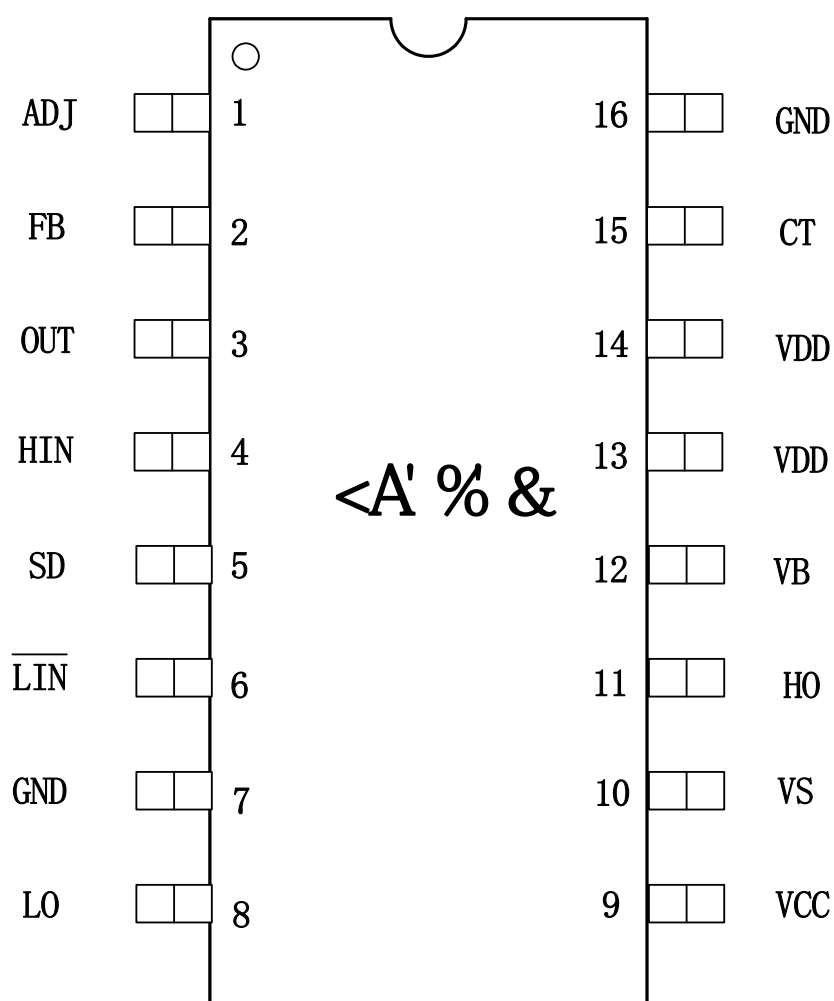 ADJ 1 16 GND
FB 2 15 CT
OUT 3 14 VDD
HIN 4 13 VDD
<A' %' &
SD 5 12 VB
L̅I̅N̅ 6 11 HO
GND 7 10 VS
LO 8 9 VCC